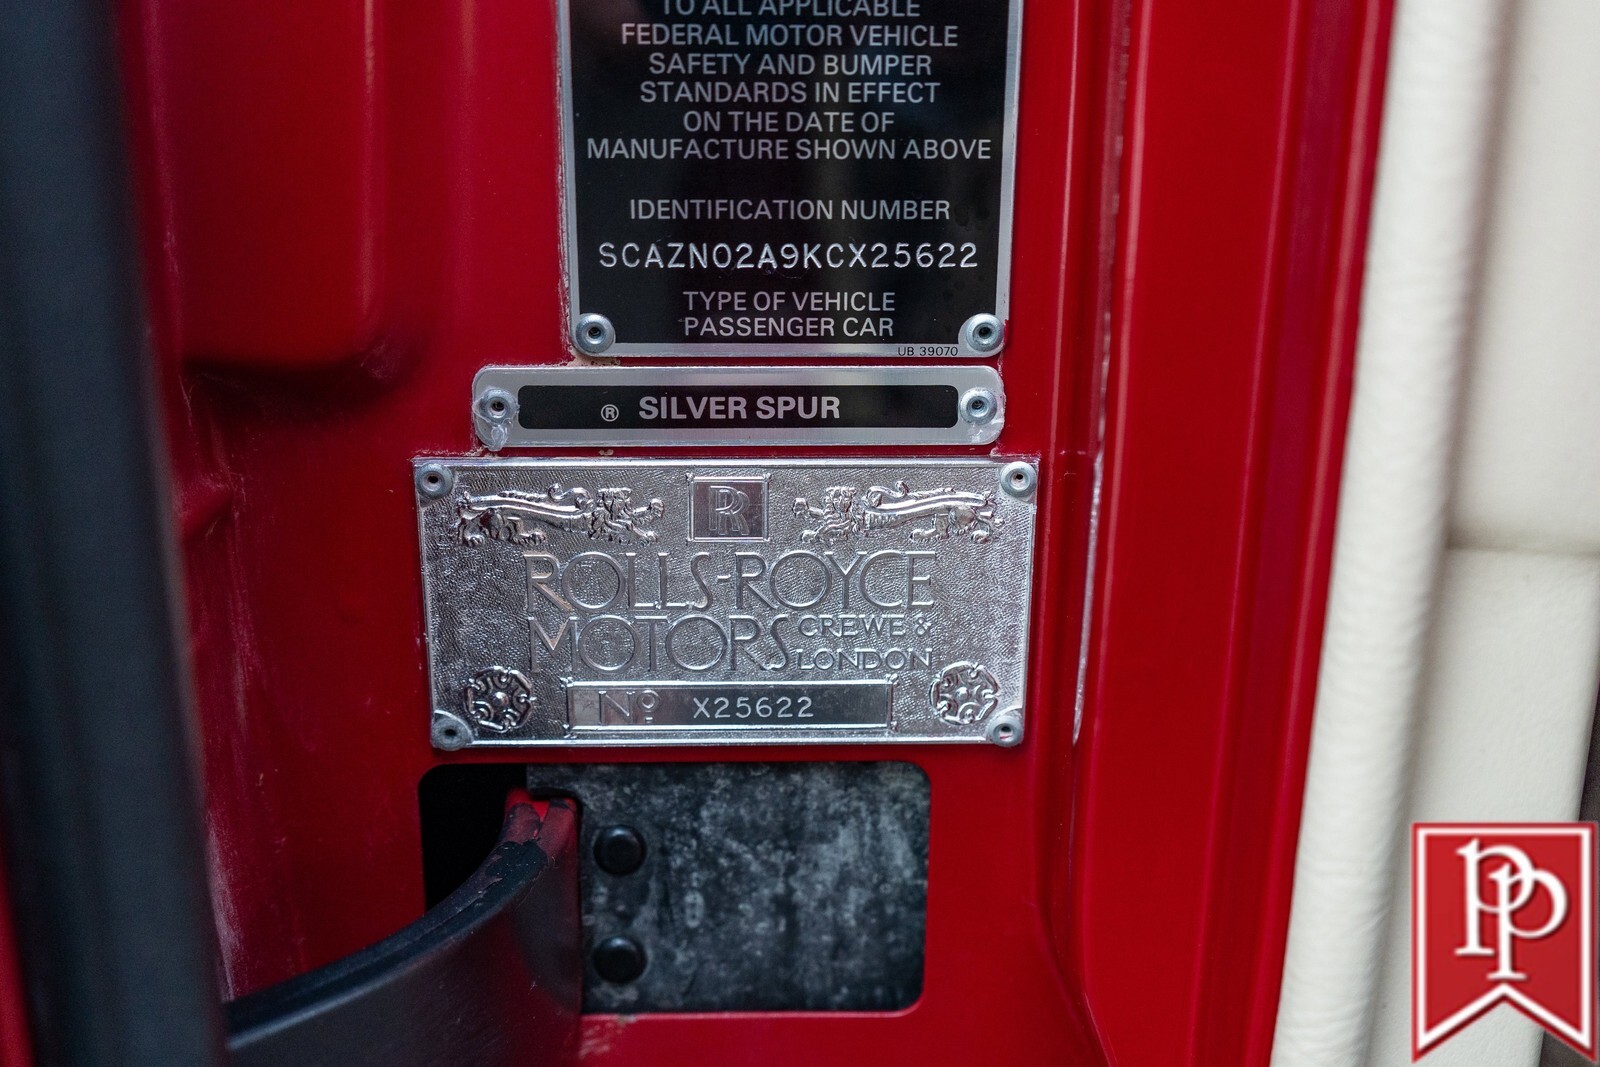 TO ALL APPLICABLE
FEDERAL MOTOR VEHICLE
SAFETY AND BUMPER
STANDARDS IN EFFECT
ON THE DATE OF
MANUFACTURE SHOWN ABOVE
IDENTIFICATION NUMBER
SCAZN02A9KCX25622
TYPE OF VEHICLE
PASSENGER CAR
UB 39070
® SILVER SPUR
RR
ROLLS-ROYCE
MOTORS CREWE &
LONDON
Nº X25622
pp